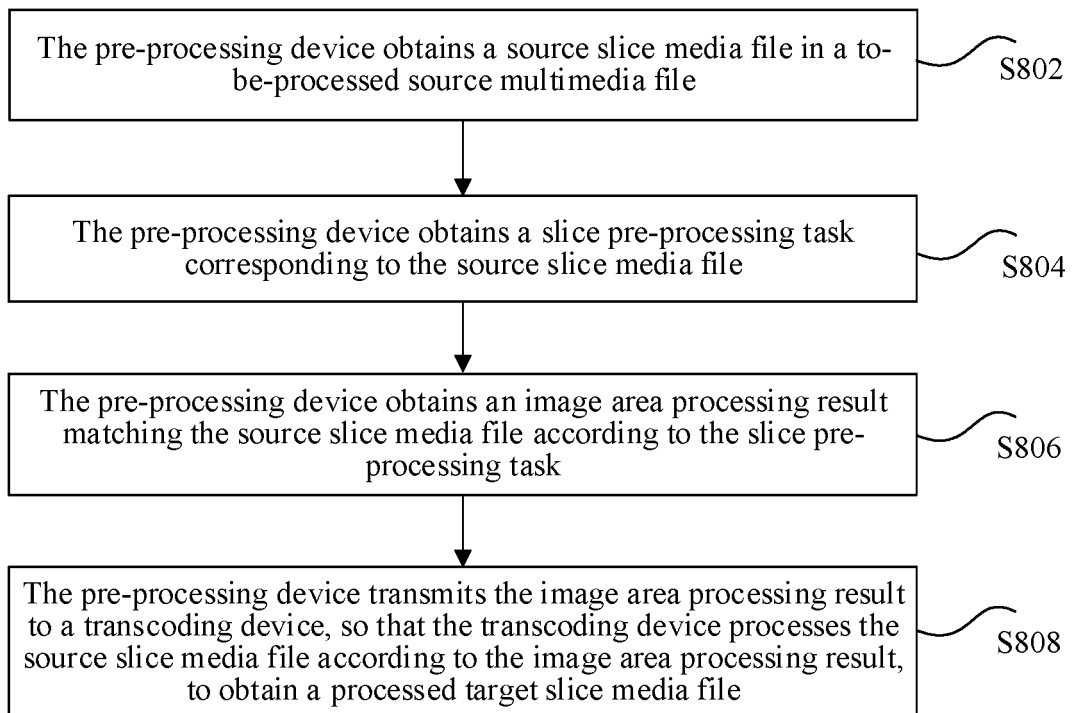 The pre-processing device obtains a source slice media file in a to-
be-processed source multimedia file
S802
The pre-processing device obtains a slice pre-processing task
corresponding to the source slice media file
S804
The pre-processing device obtains an image area processing result
matching the source slice media file according to the slice pre-
processing task
S806
The pre-processing device transmits the image area processing result
to a transcoding device, so that the transcoding device processes the
source slice media file according to the image area processing result,
to obtain a processed target slice media file
S808